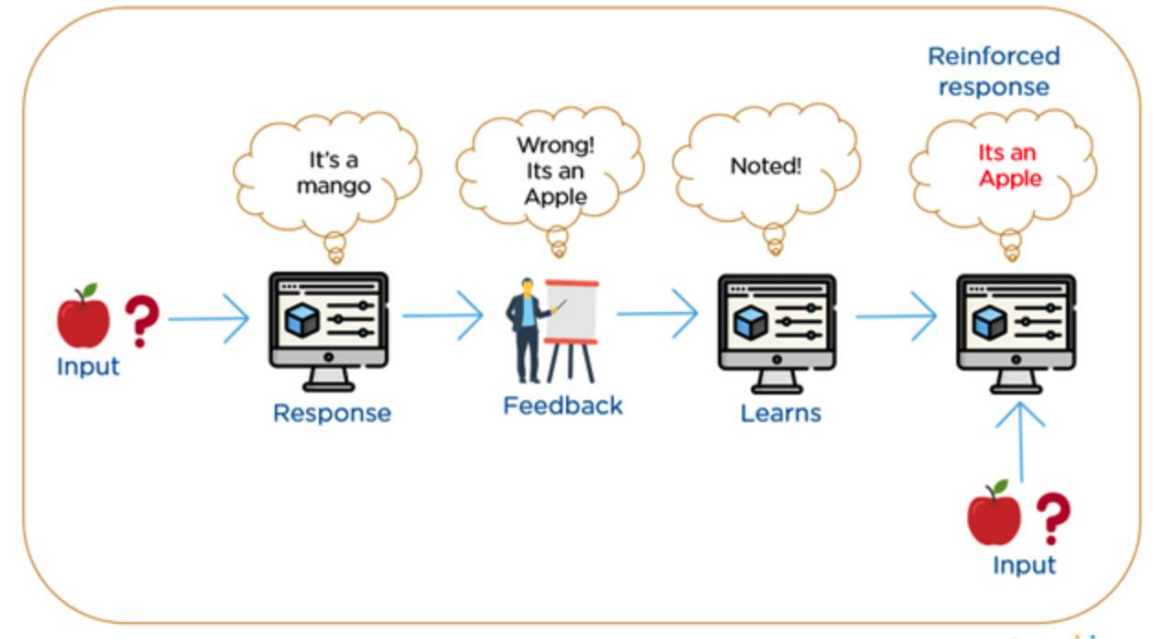 Reinforced
response
It's a
mango
Wrong!
Its an
Apple
Noted!
Its an
Apple
?
Input
Response
Feedback
Learns
?
Input